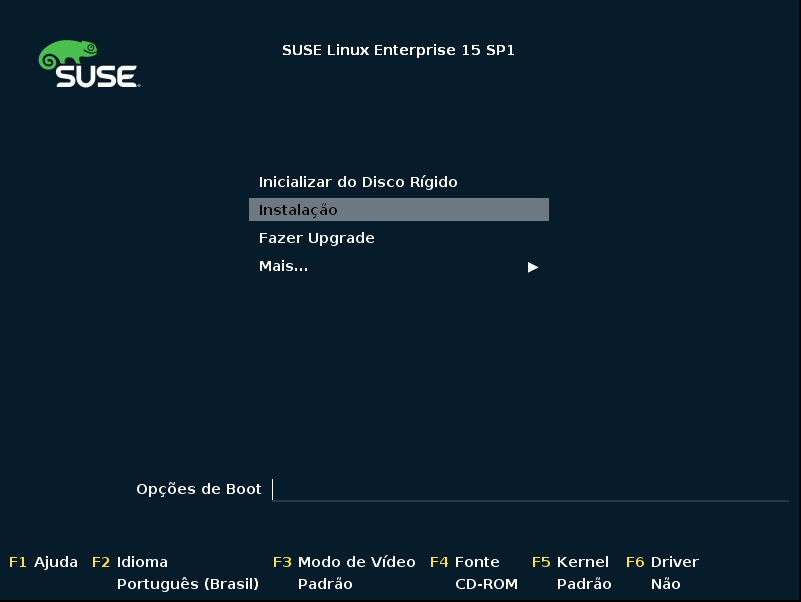 SUSE
SUSE Linux Enterprise 15 SP1
Inicializar do Disco Rígido
Instalação
Fazer Upgrade
Mais...
Opções de Boot
F1 Ajuda F2 Idioma F3 Modo de Vídeo F4 Fonte F5 Kernel F6 Driver
Português (Brasil) Padrão CD-ROM Padrão Não